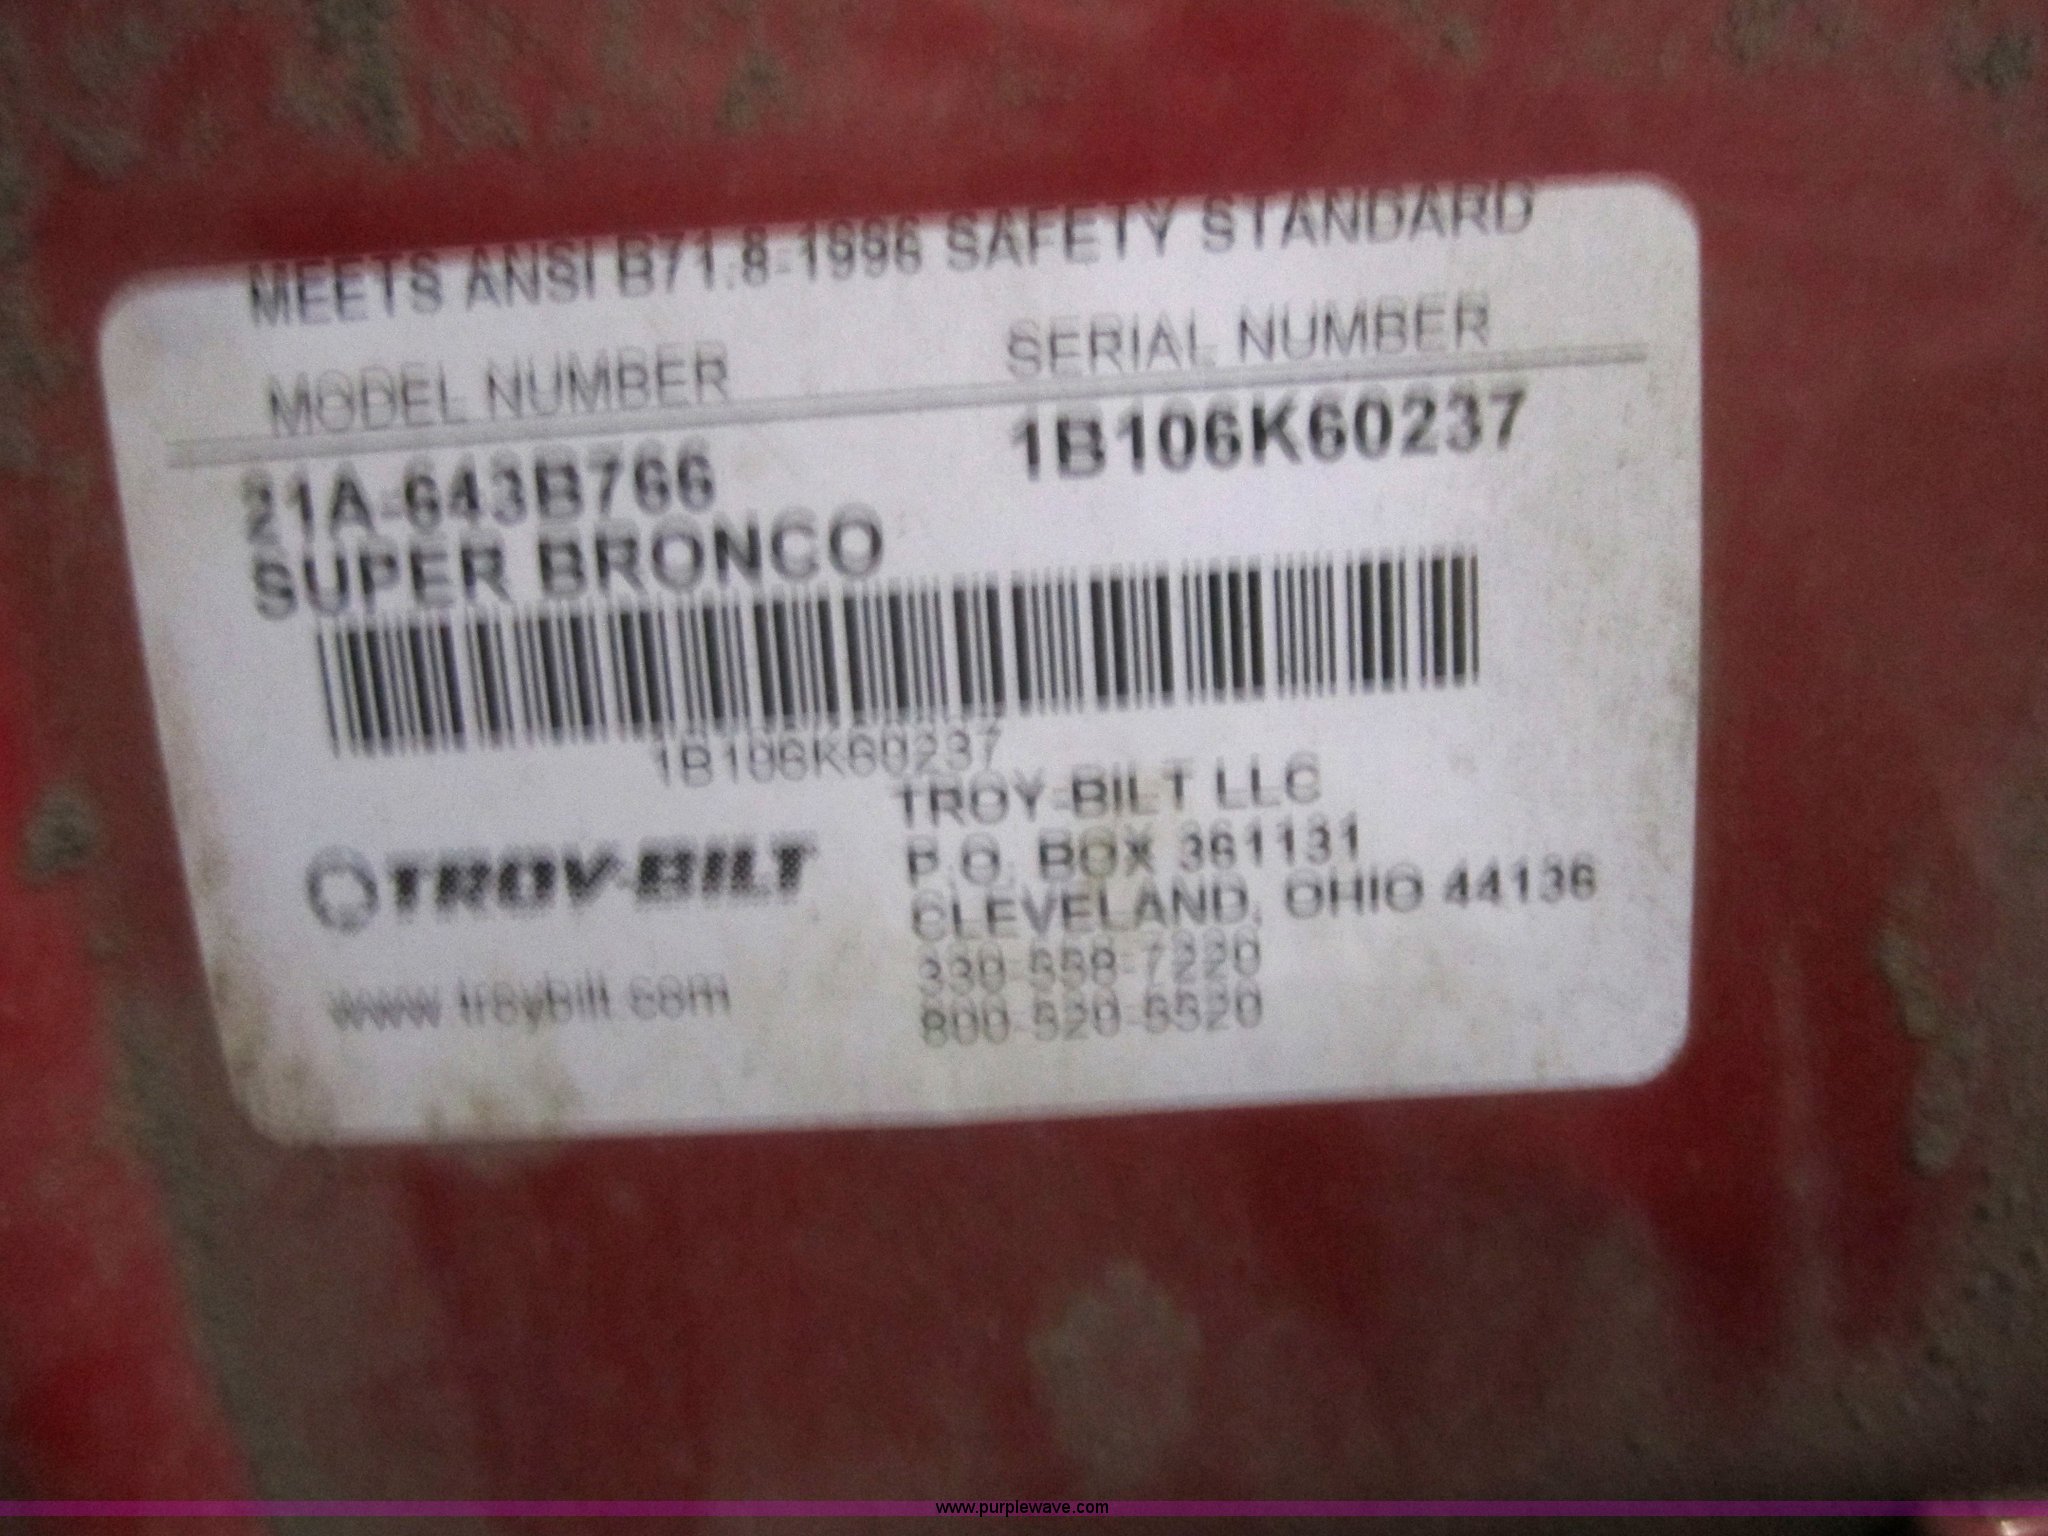 MEETS ANSI B71.8-1996 SAFETY STANDARD
MODEL NUMBER SERIAL NUMBER
21A-643B766 1B106K60237
SUPER BRONCO
1B106K60237
TROY-BILT LLC
P.O. BOX 361131
TROY-BILT
CLEVELAND, OHIO 44136
330-558-7220
www.troybilt.com
800-520-5520
www.purplewave.com